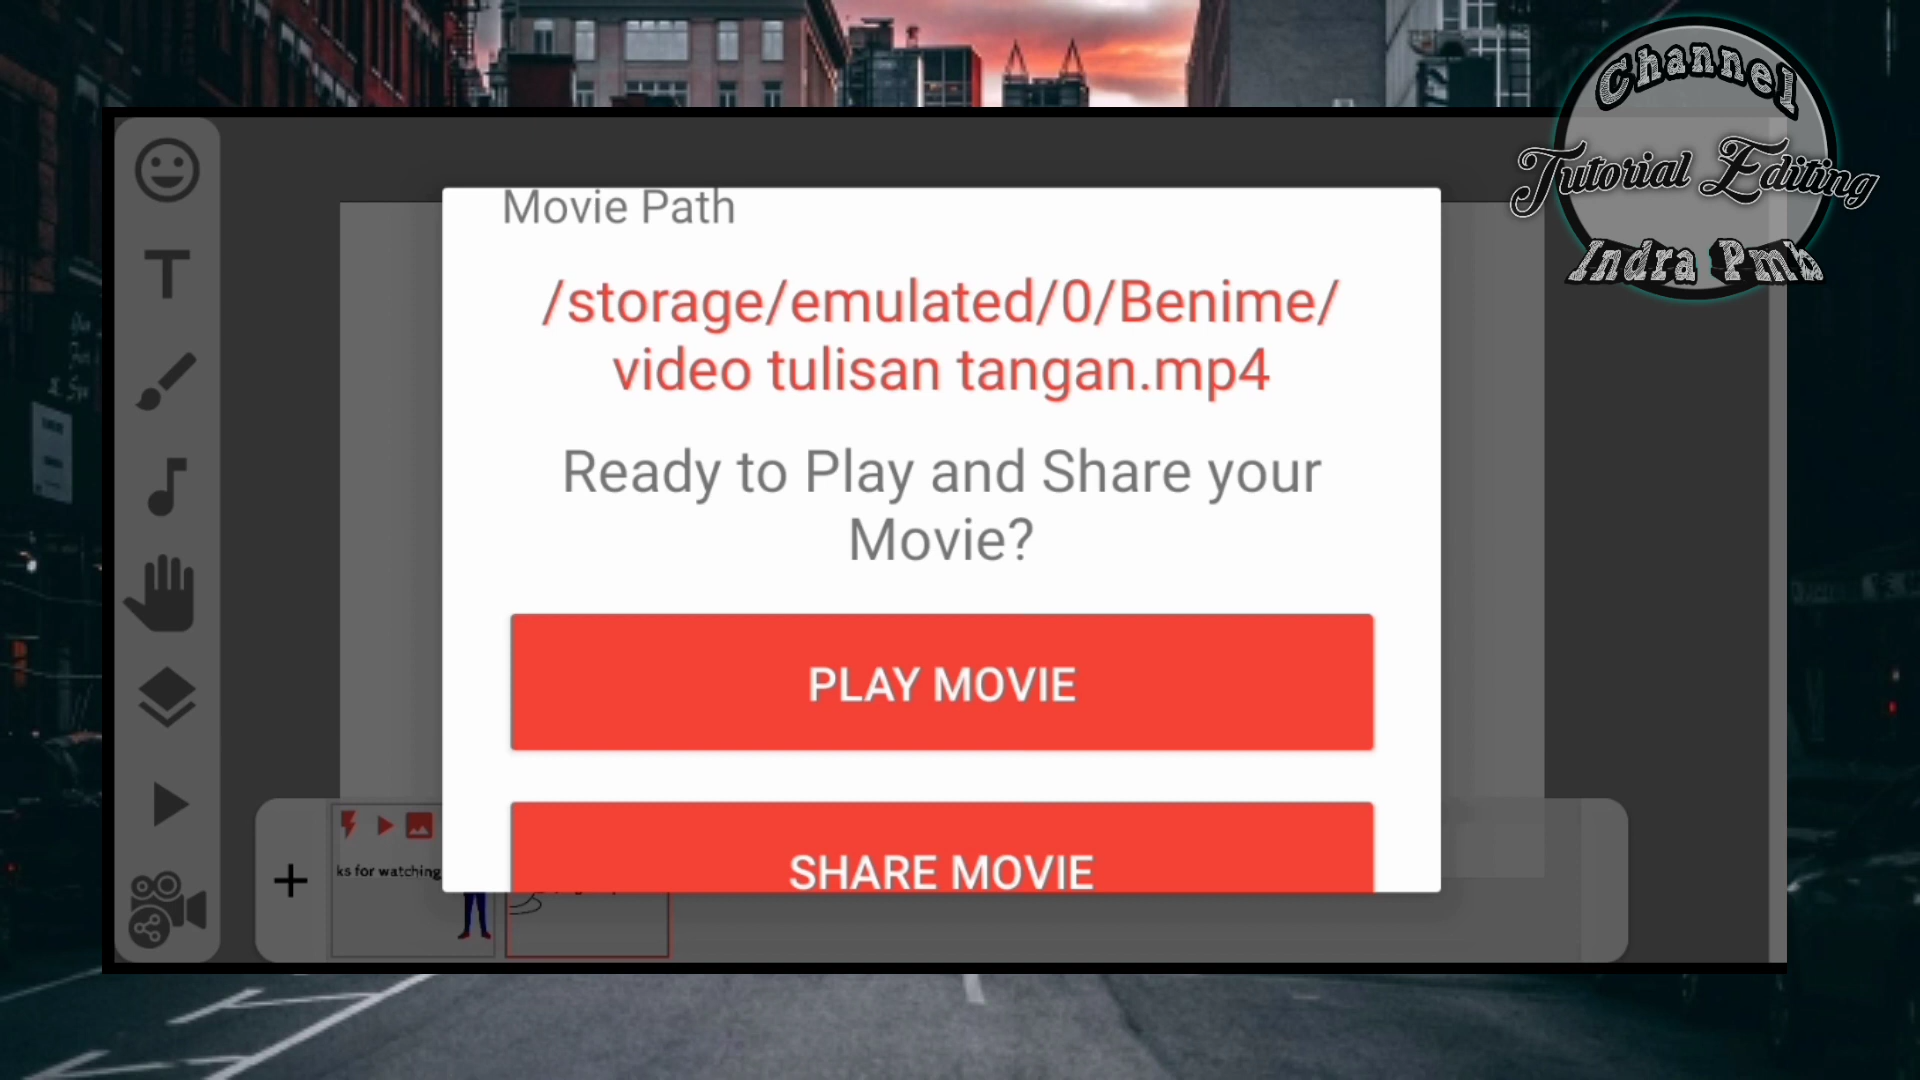 Channel
Tutorial Editing
Indra Pmb
Movie Path
/storage/emulated/0/Benime/
video tulisan tangan.mp4
Ready to Play and Share your
Movie?
PLAY MOVIE
SHARE MOVIE
T
ks for watching